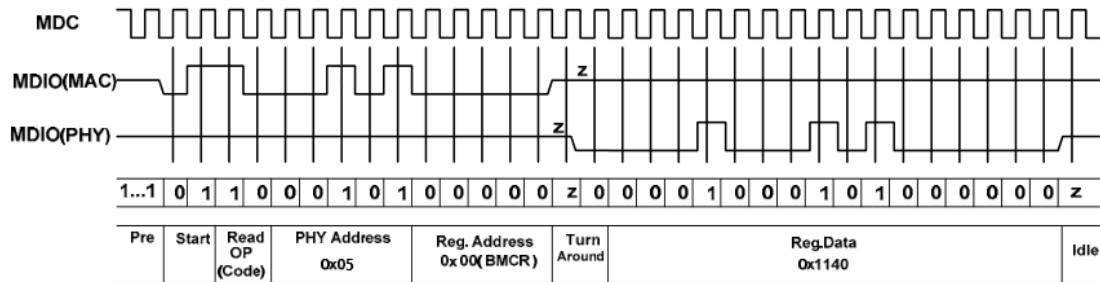 MDC
MDIO(MAC) z
MDIO(PHY) z
1...1 0 1 1 0 0 0 1 0 1 0 0 0 0 0 z 0 0 0 0 1 0 0 0 1 0 1 0 0 0 0 0 0 z
Pre Start Read OP (Code) PHY Address 0x05 Reg. Address 0x00(BMCR) Turn Around Reg.Data 0x1140 Idle